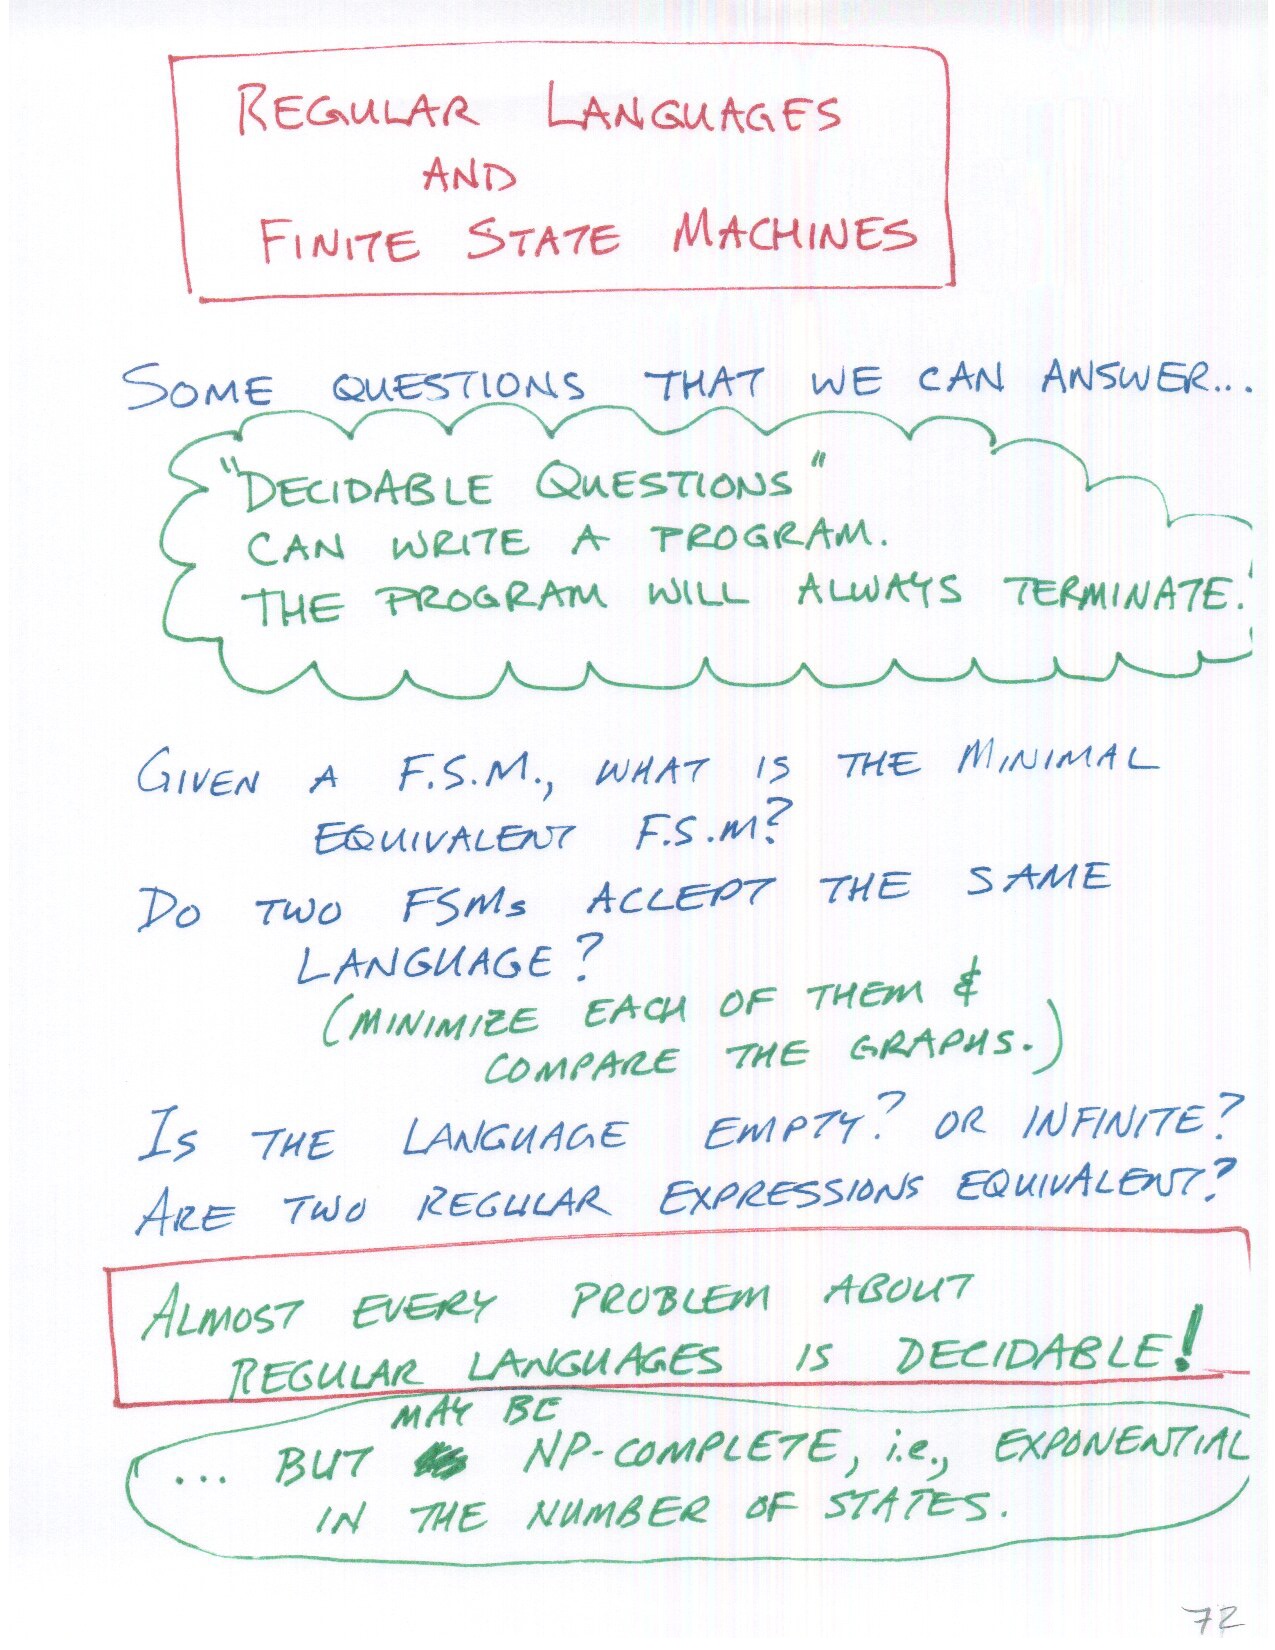 REGULAR LANGUAGES
AND
FINITE STATE MACHINES
SOME QUESTIONS THAT WE CAN ANSWER...
"DECIDABLE QUESTIONS"
CAN WRITE A PROGRAM.
THE PROGRAM WILL ALWAYS TERMINATE.
GIVEN A F.S.M., WHAT IS THE MINIMAL
EQUIVALENT F.S.M?
DO TWO FSMs ACCEPT THE SAME
LANGUAGE?
(MINIMIZE EACH OF THEM &
COMPARE THE GRAPHS.)
IS THE LANGUAGE EMPTY? OR INFINITE?
ARE TWO REGULAR EXPRESSIONS EQUIVALENT?
ALMOST EVERY PROBLEM ABOUT
REGULAR LANGUAGES IS DECIDABLE!
MAY BE
... BUT NP-COMPLETE, i.e., EXPONENTIAL
IN THE NUMBER OF STATES.
72